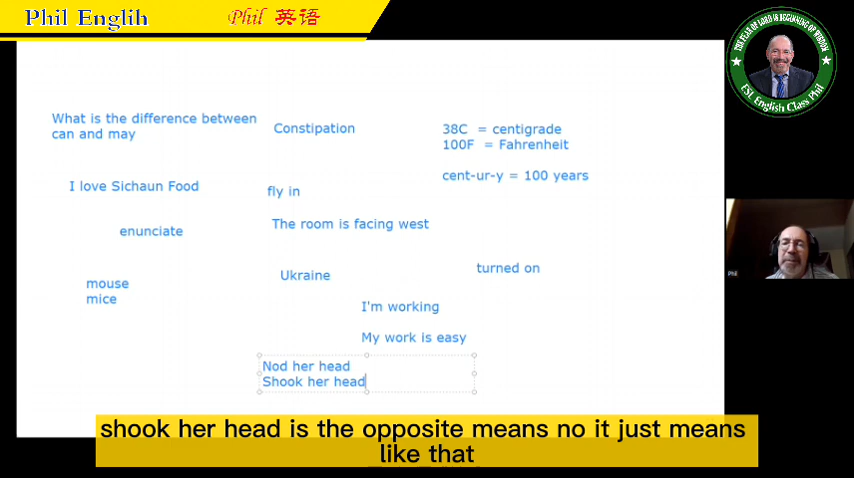 Phil Englih
Phil 英语
THE FEAR OF LORD IS BEGINNING OF WISDOM
ESL English Class Phil
What is the difference between
can and may
Constipation
38C = centigrade
100F = Fahrenheit
cent-ur-y = 100 years
I love Sichaun Food
fly in
enunciate
The room is facing west
Ukraine
turned on
mouse
mice
I'm working
My work is easy
Nod her head
Shook her head
Phil
shook her head is the opposite means no it just means
like that